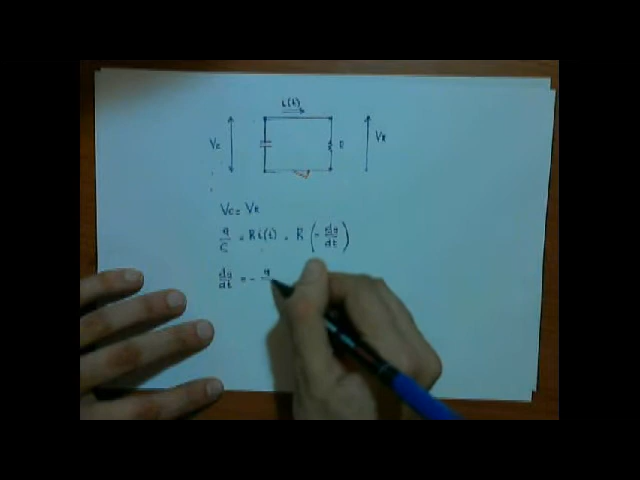 i(t)
Vc R VR
Vc = VR
q/C = R i(t) = R (- dq/dt)
dq/dt = - q